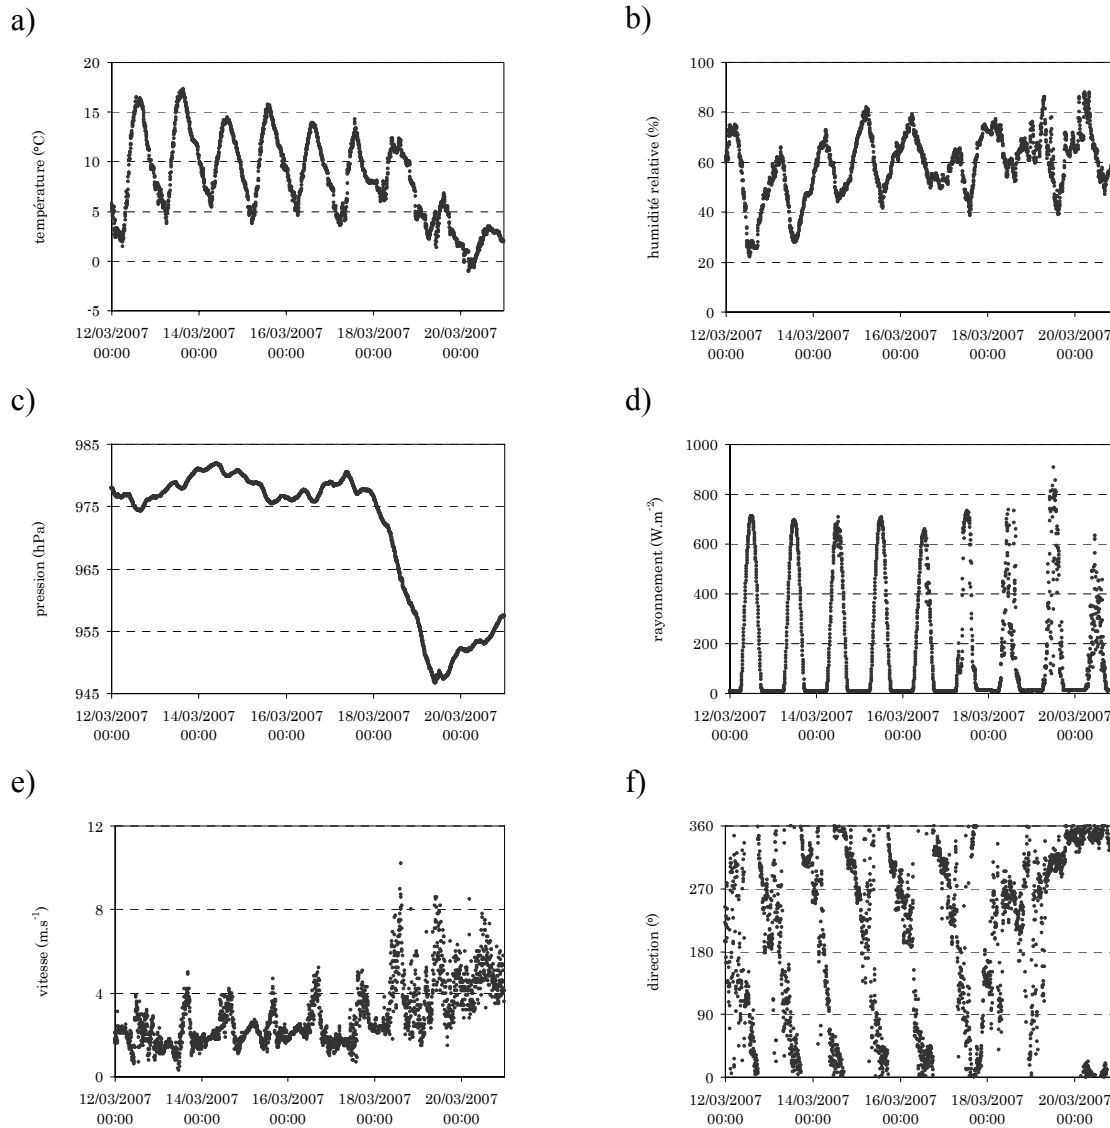 a)
b)
20
15
10
5
0
-5
température (ºC)
12/03/2007 14/03/2007 16/03/2007 18/03/2007 20/03/2007
00:00 00:00 00:00 00:00 00:00
100
80
60
40
20
0
humidité relative (%)
12/03/2007 14/03/2007 16/03/2007 18/03/2007 20/03/2007
00:00 00:00 00:00 00:00 00:00
c)
d)
985
975
965
955
945
pression (hPa)
12/03/2007 14/03/2007 16/03/2007 18/03/2007 20/03/2007
00:00 00:00 00:00 00:00 00:00
1000
800
600
400
200
0
rayonnement (W.m⁻²)
12/03/2007 14/03/2007 16/03/2007 18/03/2007 20/03/2007
00:00 00:00 00:00 00:00 00:00
e)
f)
12
8
4
0
vitesse (m.s⁻¹)
12/03/2007 14/03/2007 16/03/2007 18/03/2007 20/03/2007
00:00 00:00 00:00 00:00 00:00
360
270
180
90
0
direction (º)
12/03/2007 14/03/2007 16/03/2007 18/03/2007 20/03/2007
00:00 00:00 00:00 00:00 00:00